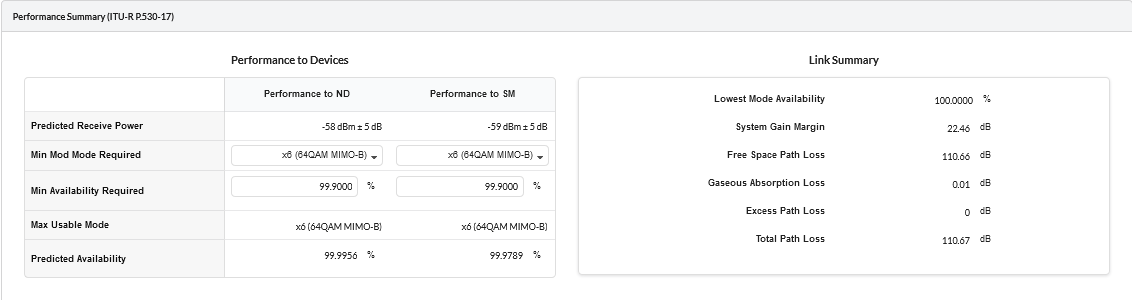 Performance Summary (ITU-R P.530-17)
Performance to Devices
Performance to ND Performance to SM
Predicted Receive Power -58 dBm ± 5 dB -59 dBm ± 5 dB
Min Mod Mode Required x6 (64QAM MIMO-B) x6 (64QAM MIMO-B)
Min Availability Required 99.9000 % 99.9000 %
Max Usable Mode x6 (64QAM MIMO-B) x6 (64QAM MIMO-B)
Predicted Availability 99.9956 % 99.9789 %
Link Summary
Lowest Mode Availability 100.0000 %
System Gain Margin 22.46 dB
Free Space Path Loss 110.66 dB
Gaseous Absorption Loss 0.01 dB
Excess Path Loss 0 dB
Total Path Loss 110.67 dB